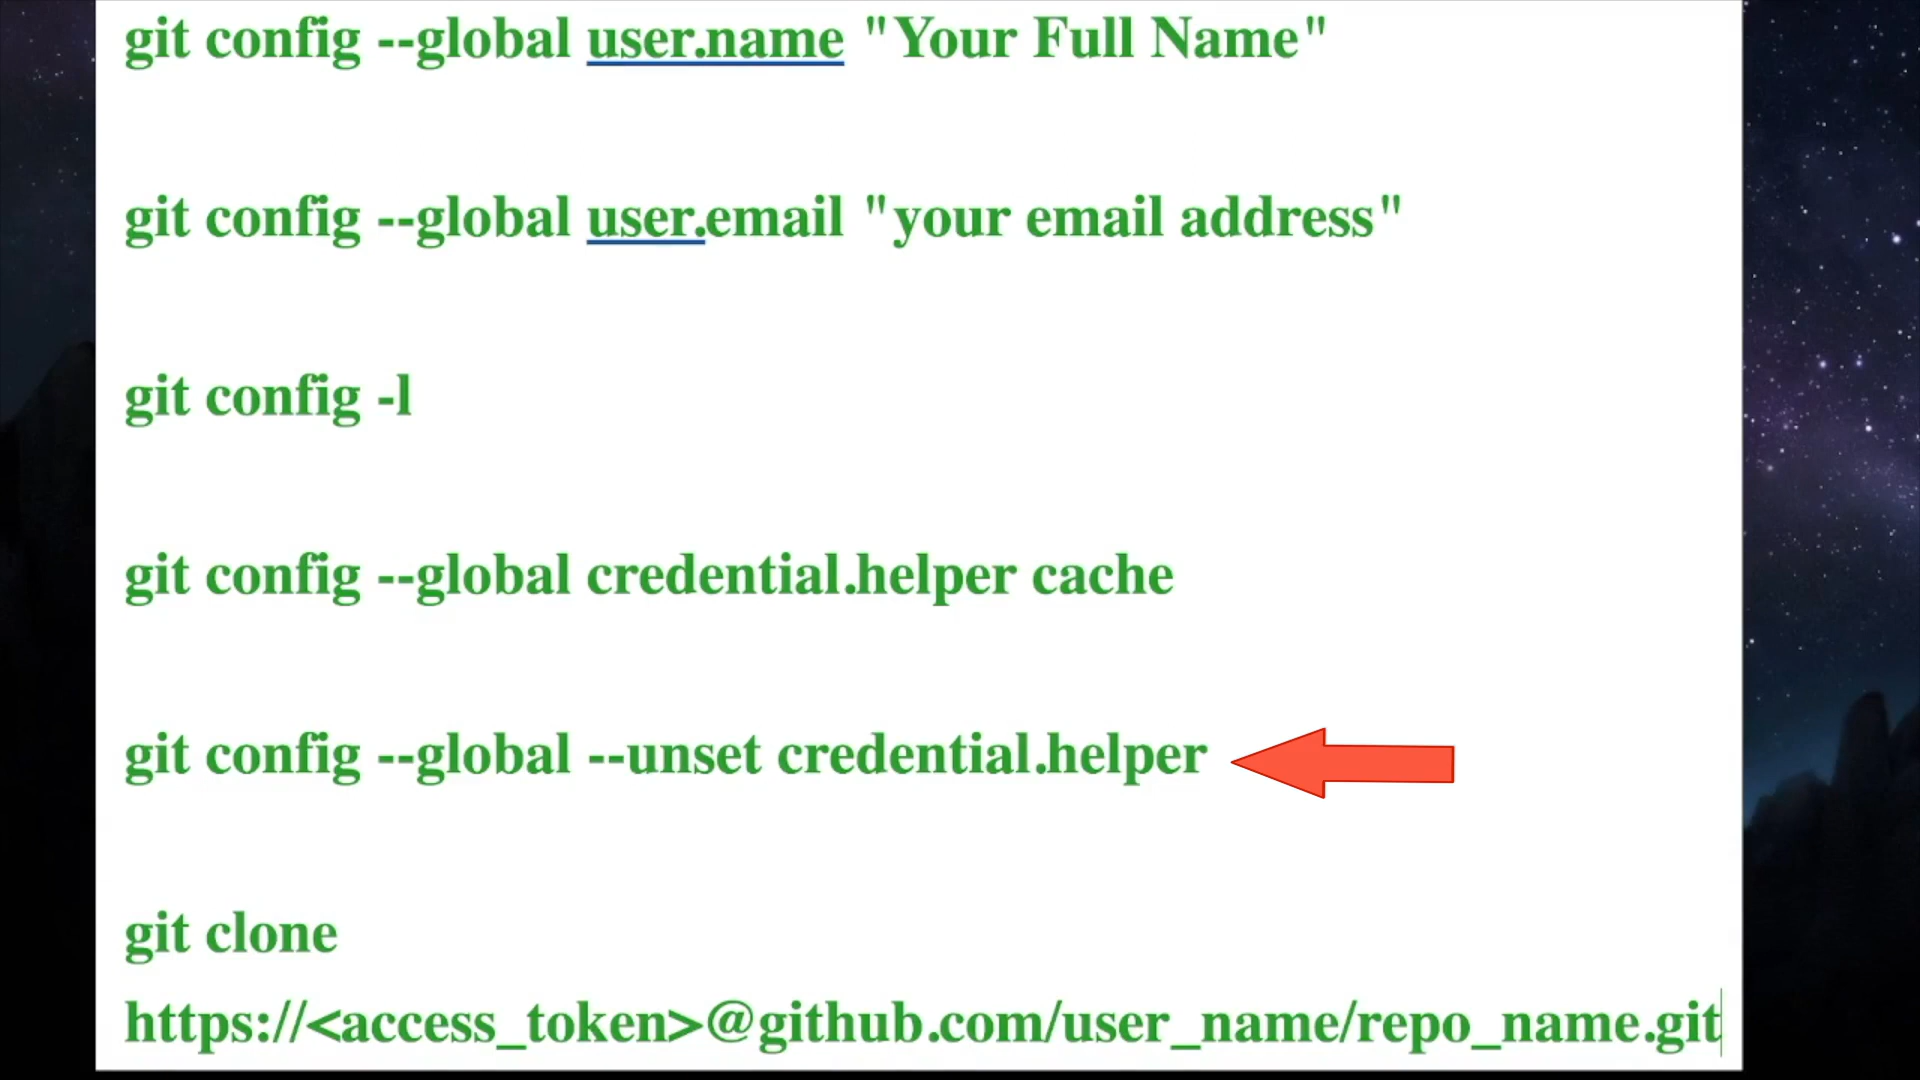 git config --global user.name "Your Full Name"
git config --global user.email "your email address"
git config -l
git config --global credential.helper cache
git config --global --unset credential.helper
git clone
https://<access_token>@github.com/user_name/repo_name.git